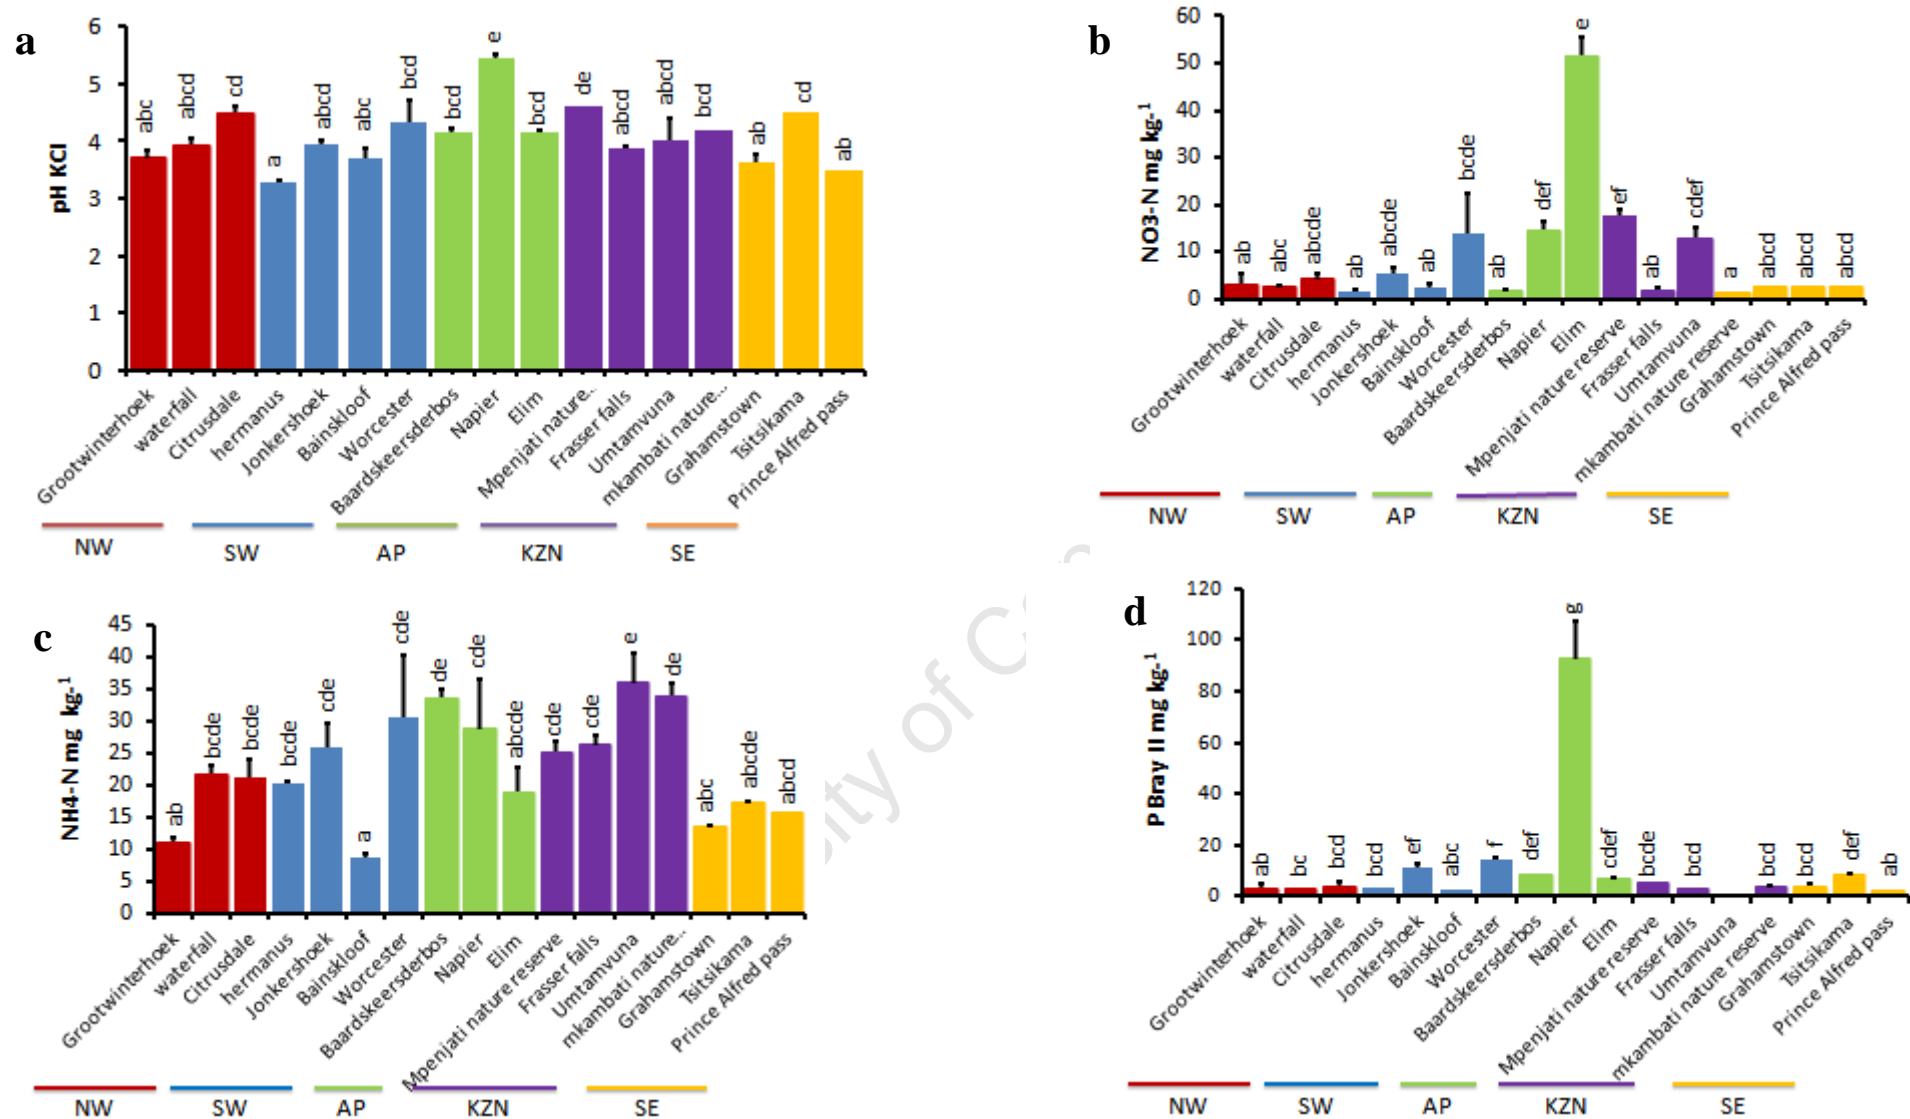 a
pH KCl
6
5
4
3
2
1
0
abc
abcd
cd
a
abcd
abc
bcd
bcd
e
bcd
de
abcd
abcd
bcd
ab
cd
ab
Grootwinterhoek
waterfall
Citrusdale
hermanus
Jonkershoek
Bainskloof
Worcester
Baardskeersderbos
Napier
Elim
Mpenjati nature...
Frasser falls
Umtamvuna
mkambati nature...
Grahamstown
Tsitsikama
Prince Alfred pass
NW
SW
AP
KZN
SE
b
NO3-N mg kg-1
60
50
40
30
20
10
0
ab
abc
abcde
ab
abcde
ab
bcde
ab
def
e
ef
ab
cdef
a
abcd
abcd
abcd
Grootwinterhoek
waterfall
Citrusdale
hermanus
Jonkershoek
Bainskloof
Worcester
Baardskeersderbos
Napier
Elim
Mpenjati nature reserve
Frasser falls
Umtamvuna
mkambati nature reserve
Grahamstown
Tsitsikama
Prince Alfred pass
NW
SW
AP
KZN
SE
c
NH4-N mg kg-1
45
40
35
30
25
20
15
10
5
0
ab
bcde
bcde
bcde
cde
a
cde
de
cde
abcde
cde
cde
e
de
abc
abcde
abcd
Grootwinterhoek
waterfall
Citrusdale
hermanus
Jonkershoek
Bainskloof
Worcester
Baardskeersderbos
Napier
Elim
Mpenjati nature reserve
Frasser falls
Umtamvuna
mkambati nature...
Grahamstown
Tsitsikama
Prince Alfred pass
NW
SW
AP
KZN
SE
d
P Bray II mg kg-1
120
100
80
60
40
20
0
ab
bc
bcd
bcd
ef
abc
f
def
g
cdef
bcde
bcd
bcd
bcd
def
ab
Grootwinterhoek
waterfall
Citrusdale
hermanus
Jonkershoek
Bainskloof
Worcester
Baardskeersderbos
Napier
Elim
Mpenjati nature reserve
Frasser falls
Umtamvuna
mkambati nature reserve
Grahamstown
Tsitsikama
Prince Alfred pass
NW
SW
AP
KZN
SE
ity of C